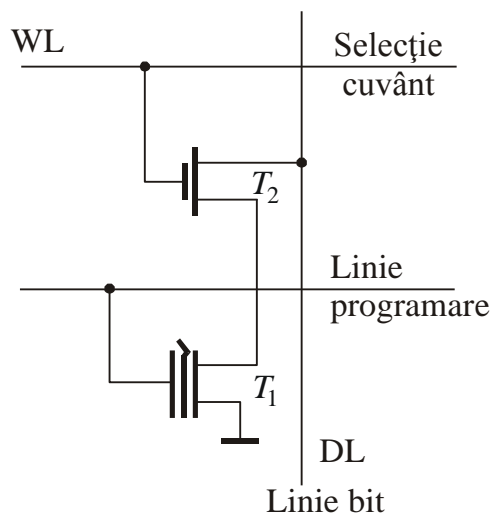 WL
Selecţie
cuvânt
T2
Linie
programare
T1
DL
Linie bit